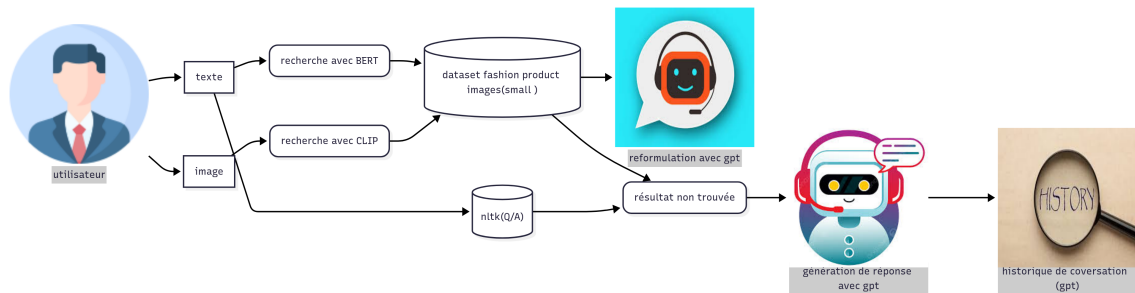 utilisateur
texte
image
recherche avec BERT
recherche avec CLIP
dataset fashion product
images(small )
nltk(Q/A)
reformulation avec gpt
résultat non trouvée
génération de réponse
avec gpt
HISTORY
historique de coversation
(gpt)